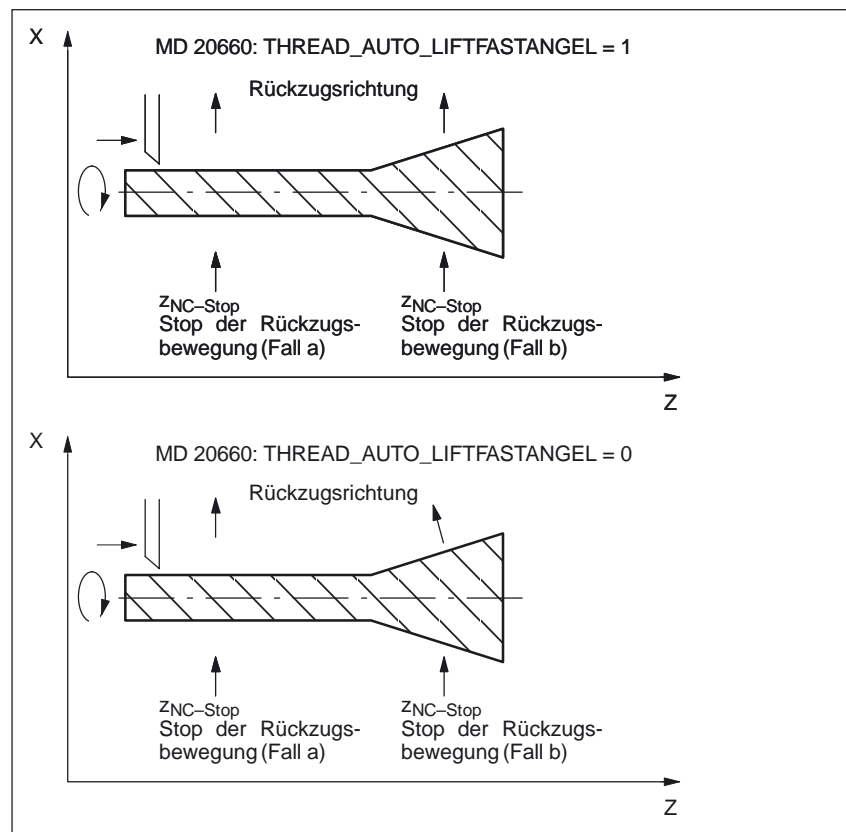 X
MD 20660: THREAD_AUTO_LIFTFASTANGEL = 1
Rückzugsrichtung
zNC–Stop
Stop der Rückzugs-
bewegung (Fall a)
zNC–Stop
Stop der Rückzugs-
bewegung (Fall b)
Z
X
MD 20660: THREAD_AUTO_LIFTFASTANGEL = 0
Rückzugsrichtung
zNC–Stop
Stop der Rückzugs-
bewegung (Fall a)
zNC–Stop
Stop der Rückzugs-
bewegung (Fall b)
Z